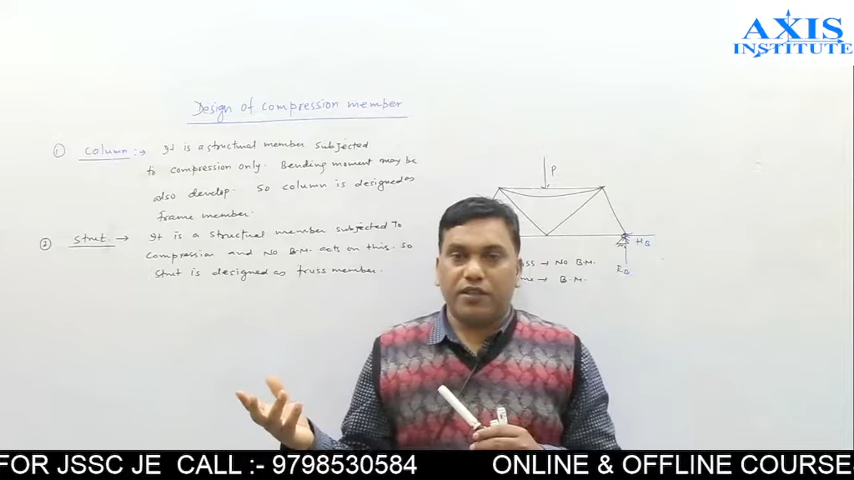 AXIS
INSTITUTE
Design of compression member
① column :→ It is a structural member subjected
to compression only. Bending moment may be
also develop. So column is designed as
frame member.
② strut → It is a structural member subjected To
compression and No B.M. acts on this. so
strut is designed as truss member.
P
HB
→ No B.M.
→ B.M.
FOR JSSC JE CALL :- 9798530584 ONLINE & OFFLINE COURSE